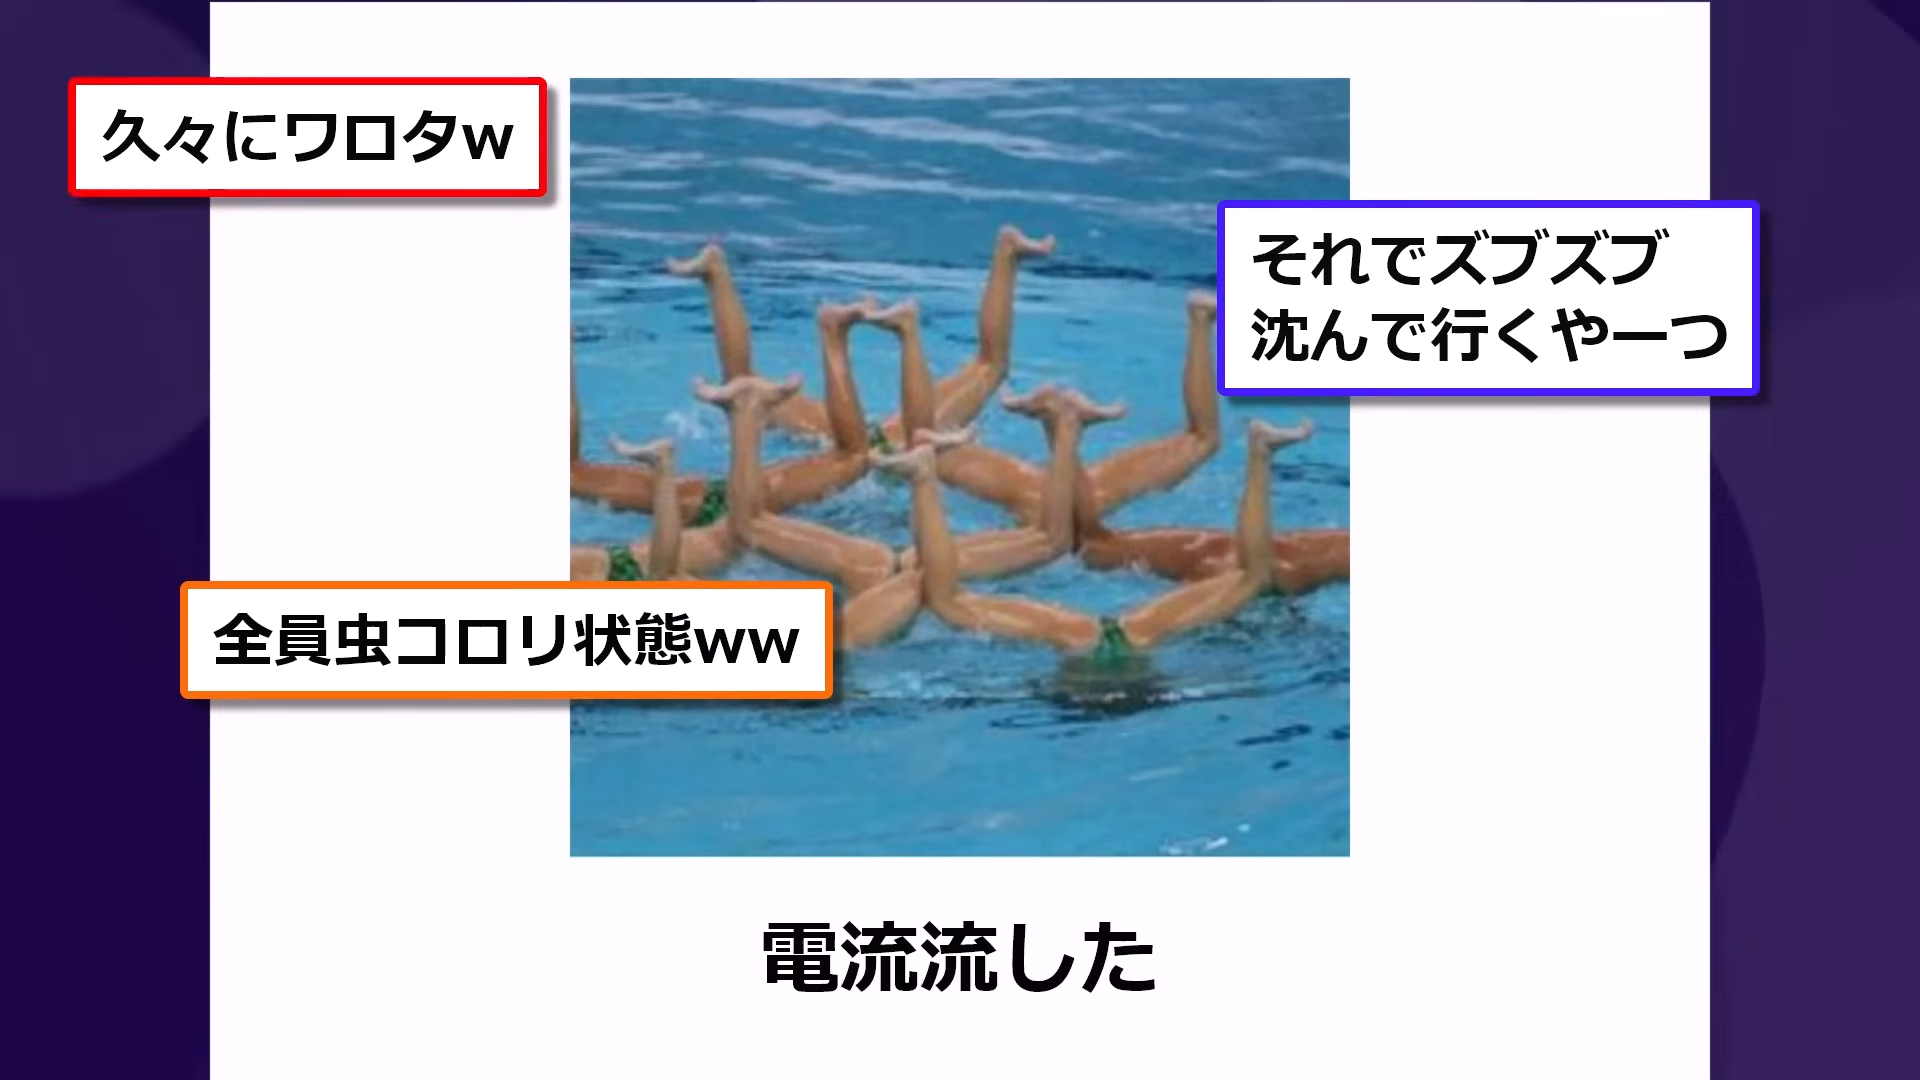 久々にワロタw
それでズブズブ
沈んで行くやーつ
全員虫コロリ状態ww
電流流した